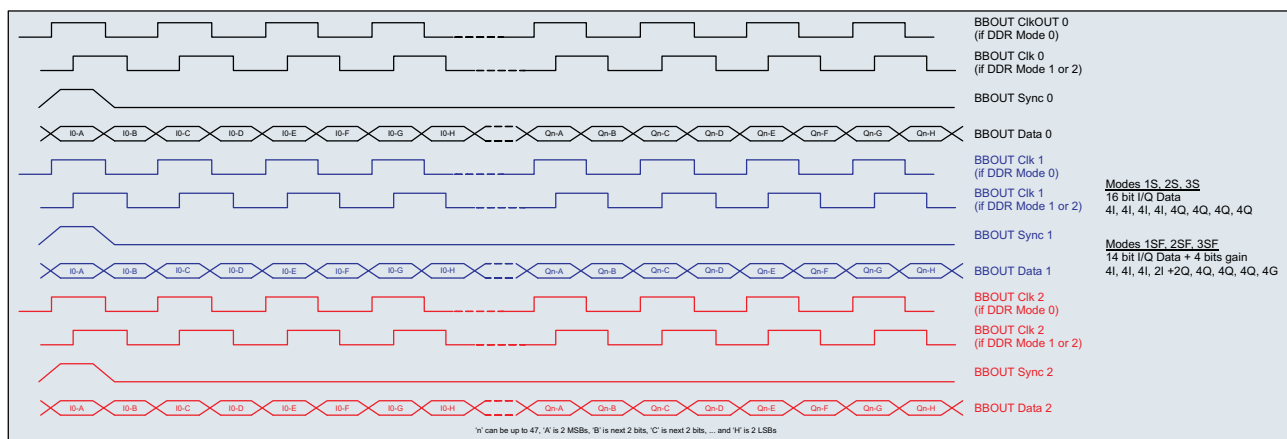 BBOUT ClkOUT 0
(if DDR Mode 0)
BBOUT Clk 0
(if DDR Mode 1 or 2)
BBOUT Sync 0
I0-A I0-B I0-C I0-D I0-E I0-F I0-G I0-H Qn-A Qn-B Qn-C Qn-D Qn-E Qn-F Qn-G Qn-H BBOUT Data 0
BBOUT Clk 1
(if DDR Mode 0)
BBOUT Clk 1
(if DDR Mode 1 or 2)
BBOUT Sync 1
I0-A I0-B I0-C I0-D I0-E I0-F I0-G I0-H Qn-A Qn-B Qn-C Qn-D Qn-E Qn-F Qn-G Qn-H BBOUT Data 1
BBOUT Clk 2
(if DDR Mode 0)
BBOUT Clk 2
(if DDR Mode 1 or 2)
BBOUT Sync 2
I0-A I0-B I0-C I0-D I0-E I0-F I0-G I0-H Qn-A Qn-B Qn-C Qn-D Qn-E Qn-F Qn-G Qn-H BBOUT Data 2
Modes 1S, 2S, 3S
16 bit I/Q Data
4I, 4I, 4I, 4I, 4Q, 4Q, 4Q, 4Q
Modes 1SF, 2SF, 3SF
14 bit I/Q Data + 4 bits gain
4I, 4I, 4I, 2I +2Q, 4Q, 4Q, 4Q, 4G
'n' can be up to 47, 'A' is 2 MSBs, 'B' is next 2 bits, 'C' is next 2 bits, ... and 'H' is 2 LSBs